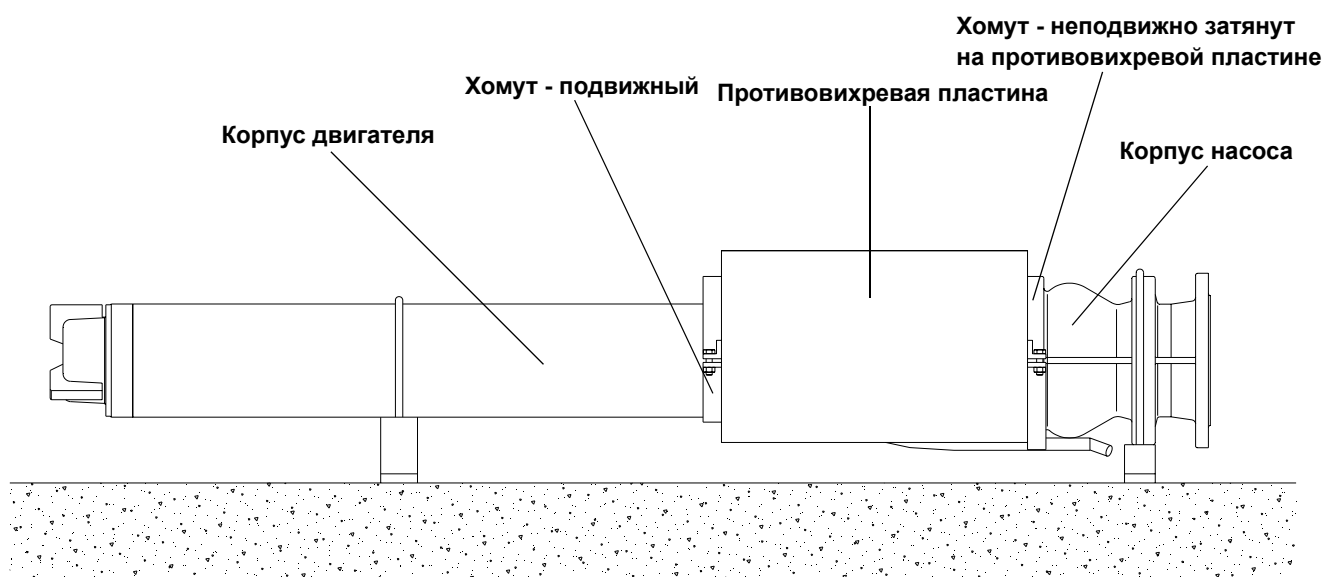 Хомут - неподвижно затянут
на противовихревой пластине
Хомут - подвижный
Противовихревая пластина
Корпус двигателя
Корпус насоса